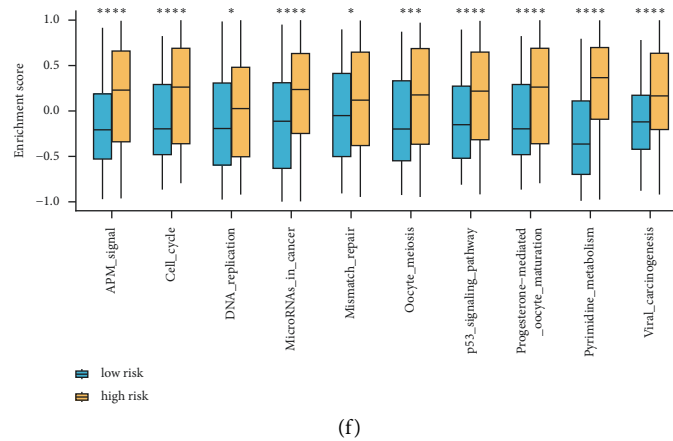 **** **** * **** * *** **** **** **** ****
1.0
0.5
0.0
−0.5
−1.0
Enrichment score
APM_signal
Cell_cycle
DNA_replication
MicroRNAs_in_cancer
Mismatch_repair
Oocyte_meiosis
p53_signaling_pathway
Progesterone−mediated
_oocyte_maturation
Pyrimidine_metabolism
Viral_carcinogenesis
low risk
high risk
(f)